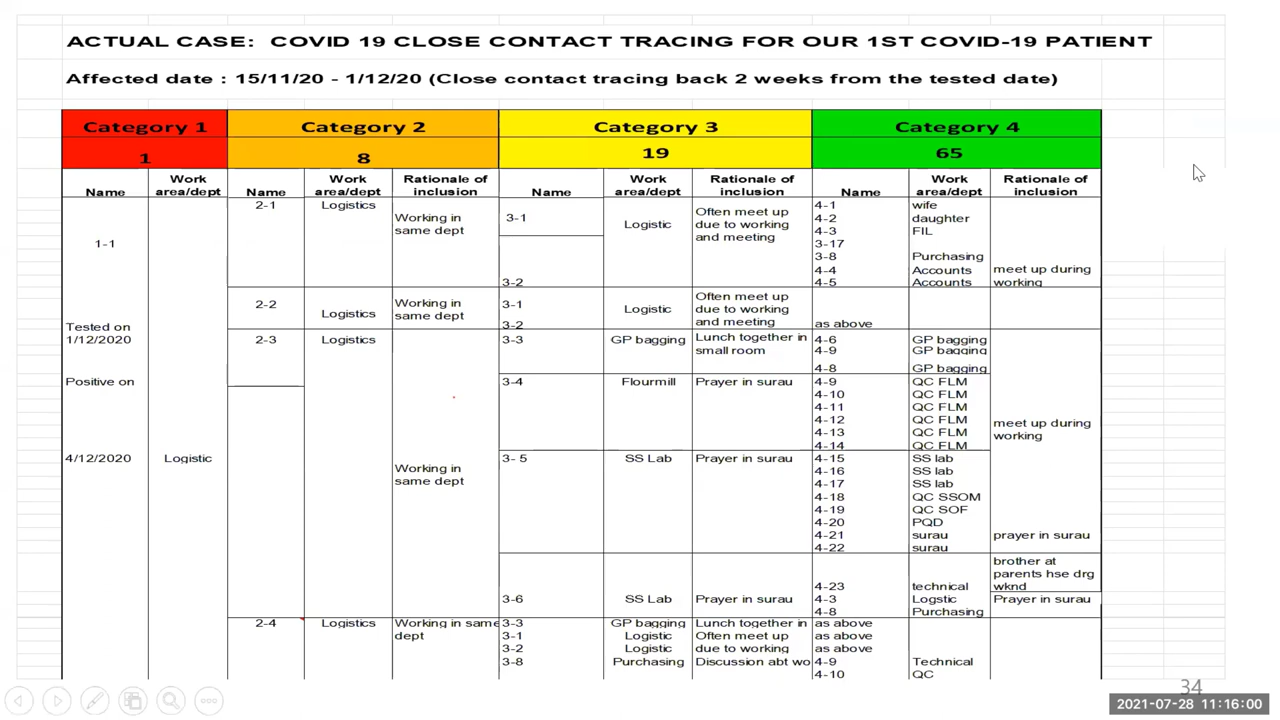 ACTUAL CASE: COVID 19 CLOSE CONTACT TRACING FOR OUR 1ST COVID-19 PATIENT
Affected date : 15/11/20 - 1/12/20 (Close contact tracing back 2 weeks from the tested date)
Category 1 Category 2 Category 3 Category 4
1 8 19 65
Name Work area/dept Name Work area/dept Rationale of inclusion Name Work area/dept Rationale of inclusion Name Work area/dept Rationale of inclusion
2-1 Logistics 4-1 wife
Working in same dept 3-1 Logistic Often meet up due to working and meeting 4-2 daughter
4-3 FIL
1-1 3-17
3-8 Purchasing
4-4 Accounts meet up during working
3-2 4-5 Accounts
2-2 Logistics Working in same dept 3-1 Logistic Often meet up due to working and meeting
3-2 as above
Tested on
1/12/2020 2-3 Logistics 3-3 GP bagging Lunch together in small room 4-6 GP bagging
4-9 GP bagging
4-8 GP bagging
Positive on 3-4 Flourmill Prayer in surau 4-9 QC FLM
4-10 QC FLM
4-11 QC FLM
4-12 QC FLM meet up during working
4-13 QC FLM
4-14 QC FLM
4/12/2020 Logistic Working in same dept 3- 5 SS Lab Prayer in surau 4-15 SS lab
4-16 SS lab
4-17 SS lab
4-18 QC SSOM
4-19 QC SOF
4-20 PQD
4-21 surau prayer in surau
4-22 surau
brother at parents hse drg wknd
4-23 technical
3-6 SS Lab Prayer in surau 4-3 Logstic Prayer in surau
4-8 Purchasing
2-4 Logistics Working in same dept 3-3 GP bagging Lunch together in as above
3-1 Logistic Often meet up as above
3-2 Logistic due to working as above
3-8 Purchasing Discussion abt wo 4-9 Technical
4-10 QC
34
2021-07-28 11:16:00